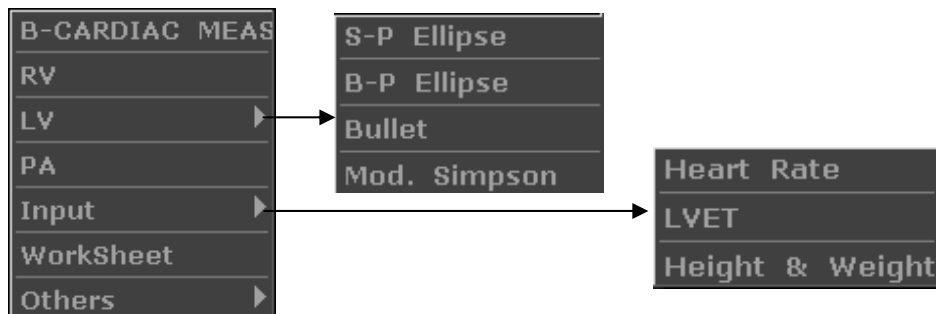 B-CARDIAC MEAS
RV
LV
PA
Input
WorkSheet
Others
S-P Ellipse
B-P Ellipse
Bullet
Mod. Simpson
Heart Rate
LVET
Height & Weight